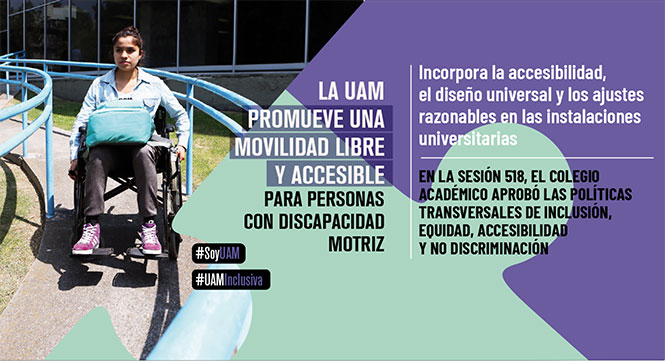 LA UAM
PROMUEVE UNA
MOVILIDAD LIBRE
Y ACCESIBLE
PARA PERSONAS
CON DISCAPACIDAD
MOTRIZ
#SoyUAM
#UAMInclusiva
Incorpora la accesibilidad,
el diseño universal y los ajustes
razonables en las instalaciones
universitarias
EN LA SESIÓN 518, EL COLEGIO
ACADÉMICO APROBÓ LAS POLÍTICAS
TRANSVERSALES DE INCLUSIÓN,
EQUIDAD, ACCESIBILIDAD
Y NO DISCRIMINACIÓN